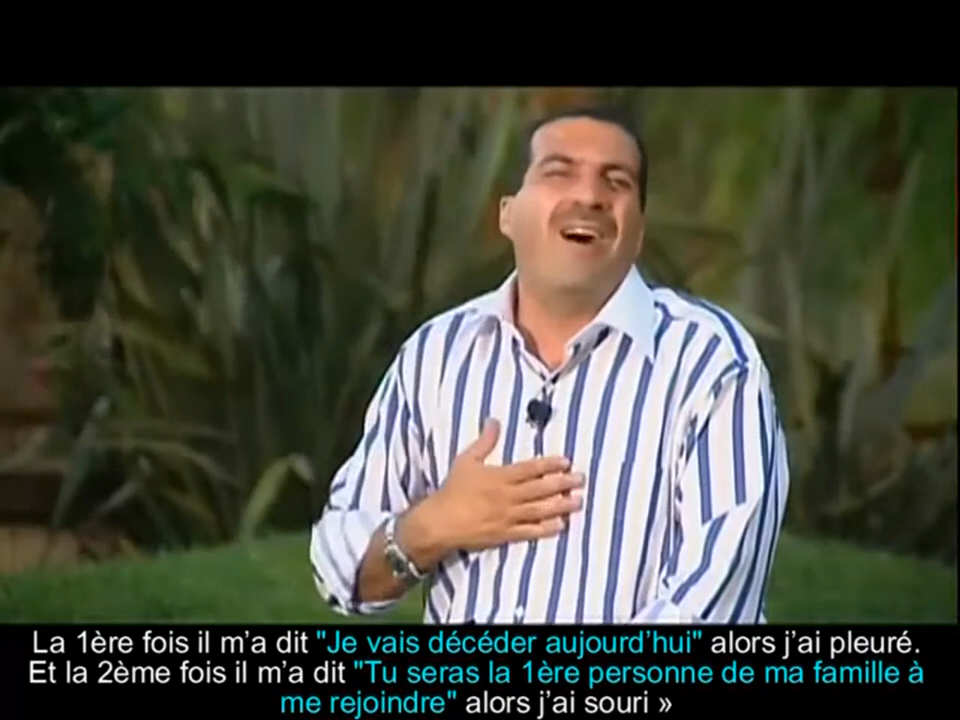 La 1ère fois il m’a dit "Je vais décéder aujourd’hui" alors j’ai pleuré.
Et la 2ème fois il m’a dit "Tu seras la 1ère personne de ma famille à
me rejoindre" alors j’ai souri »